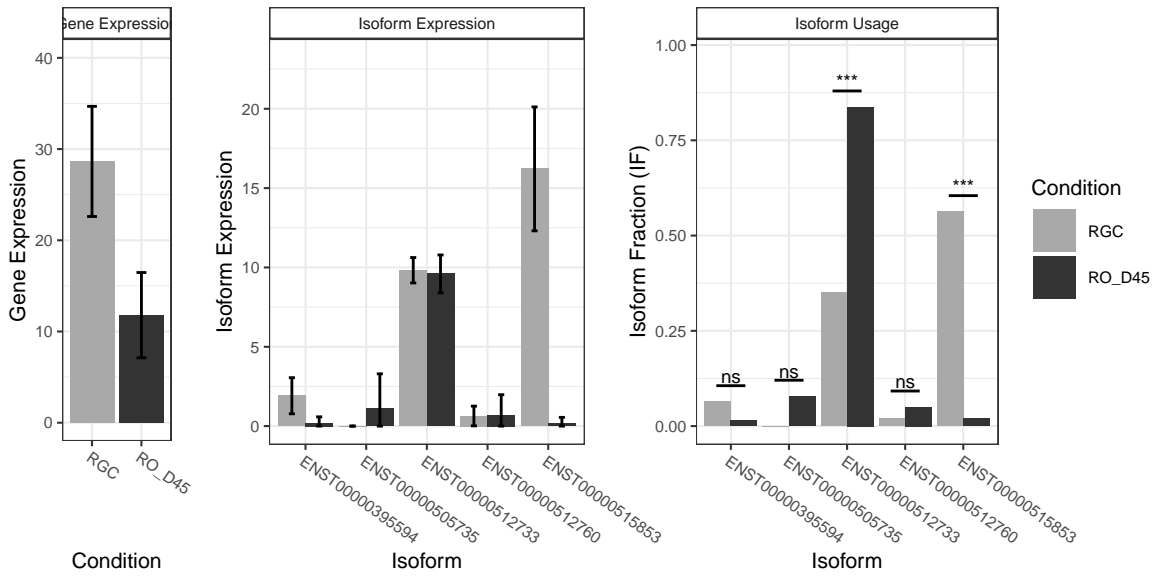 Gene Expression
Isoform Expression
Isoform Usage
Gene Expression
40
30
20
10
0
RGC
RO_D45
Condition
Isoform Expression
20
15
10
5
0
ENST00000395594
ENST00000505735
ENST00000512733
ENST00000512760
ENST00000515853
Isoform
Isoform Fraction (IF)
1.00
0.75
0.50
0.25
0.00
ns
ns
***
ns
***
ENST00000395594
ENST00000505735
ENST00000512733
ENST00000512760
ENST00000515853
Isoform
Condition
RGC
RO_D45